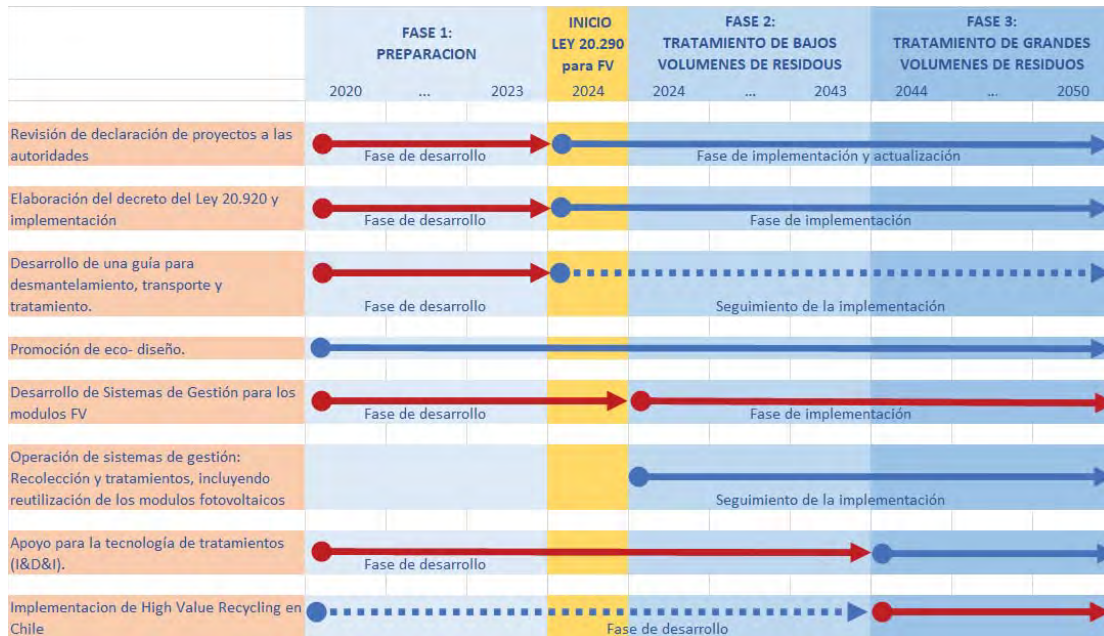 FASE 1:
PREPARACION
INICIO
LEY 20.290
para FV
FASE 2:
TRATAMIENTO DE BAJOS
VOLUMENES DE RESIDOUS
FASE 3:
TRATAMIENTO DE GRANDES
VOLUMENES DE RESIDUOS
2020 ... 2023 2024 2024 ... 2043 2044 ... 2050
Revisión de declaración de proyectos a las
autoridades
Fase de desarrollo
Fase de implementación y actualización
Elaboración del decreto del Ley 20.920 y
implementación
Fase de desarrollo
Fase de implementación
Desarrollo de una guía para
desmantelamiento, transporte y
tratamiento.
Fase de desarrollo
Seguimiento de la implementación
Promoción de eco- diseño.
Desarrollo de Sistemas de Gestión para los
modulos FV
Fase de desarrollo
Fase de implementación
Operación de sistemas de gestión:
Recolección y tratamientos, incluyendo
reutilización de los modulos fotovoltaicos
Seguimiento de la implementación
Apoyo para la tecnología de tratamientos
(I&D&I).
Fase de desarrollo
Implementacion de High Value Recycling en
Chile
Fase de desarrollo